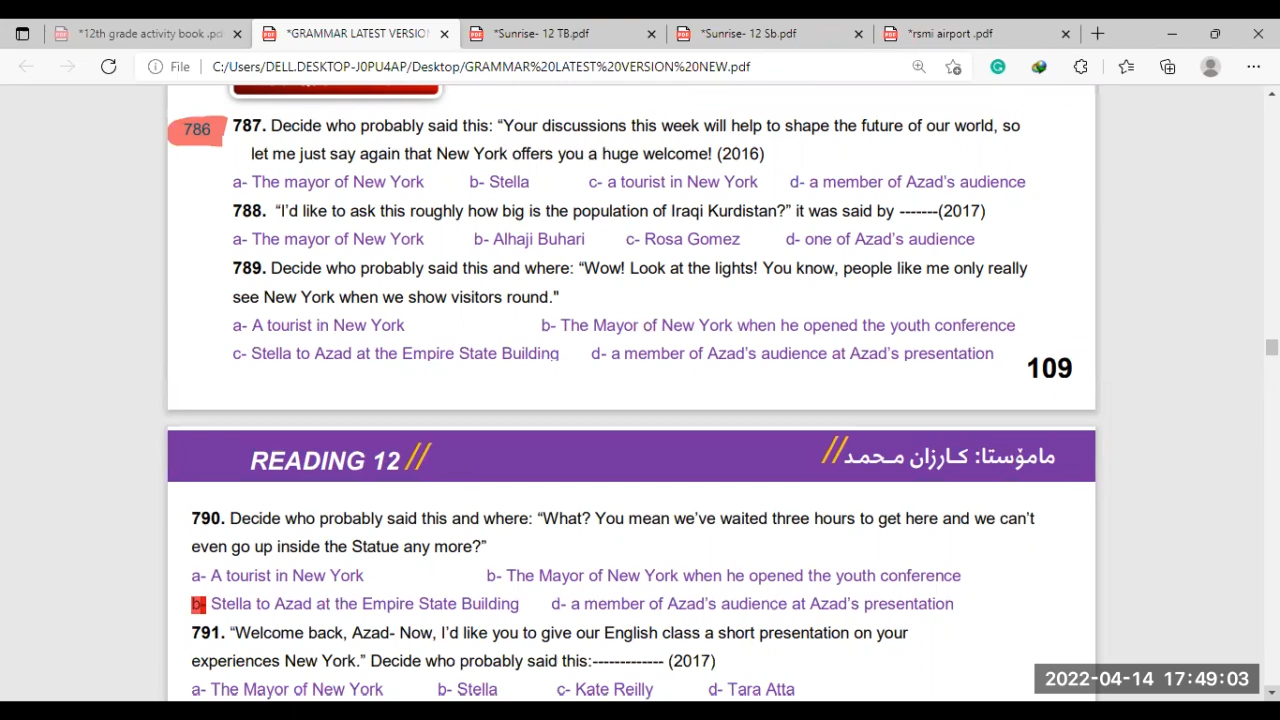 *12th grade activity book .pd
*GRAMMAR LATEST VERSION
*Sunrise- 12 TB.pdf
*Sunrise- 12 Sb.pdf
*rsmi airport .pdf
File C:/Users/DELL.DESKTOP-J0PU4AP/Desktop/GRAMMAR%20LATEST%20VERSION%20NEW.pdf
786
787. Decide who probably said this: “Your discussions this week will help to shape the future of our world, so
let me just say again that New York offers you a huge welcome! (2016)
a- The mayor of New York b- Stella c- a tourist in New York d- a member of Azad’s audience
788. “I’d like to ask this roughly how big is the population of Iraqi Kurdistan?” it was said by -------(2017)
a- The mayor of New York b- Alhaji Buhari c- Rosa Gomez d- one of Azad’s audience
789. Decide who probably said this and where: “Wow! Look at the lights! You know, people like me only really
see New York when we show visitors round."
a- A tourist in New York b- The Mayor of New York when he opened the youth conference
c- Stella to Azad at the Empire State Building d- a member of Azad’s audience at Azad’s presentation
109
READING 12// //مامۆستا: کارزان محمد
790. Decide who probably said this and where: “What? You mean we’ve waited three hours to get here and we can’t
even go up inside the Statue any more?”
a- A tourist in New York b- The Mayor of New York when he opened the youth conference
b- Stella to Azad at the Empire State Building d- a member of Azad’s audience at Azad’s presentation
791. “Welcome back, Azad- Now, I’d like you to give our English class a short presentation on your
experiences New York.” Decide who probably said this:------------- (2017)
a- The Mayor of New York b- Stella c- Kate Reilly d- Tara Atta
2022-04-14 17:49:03